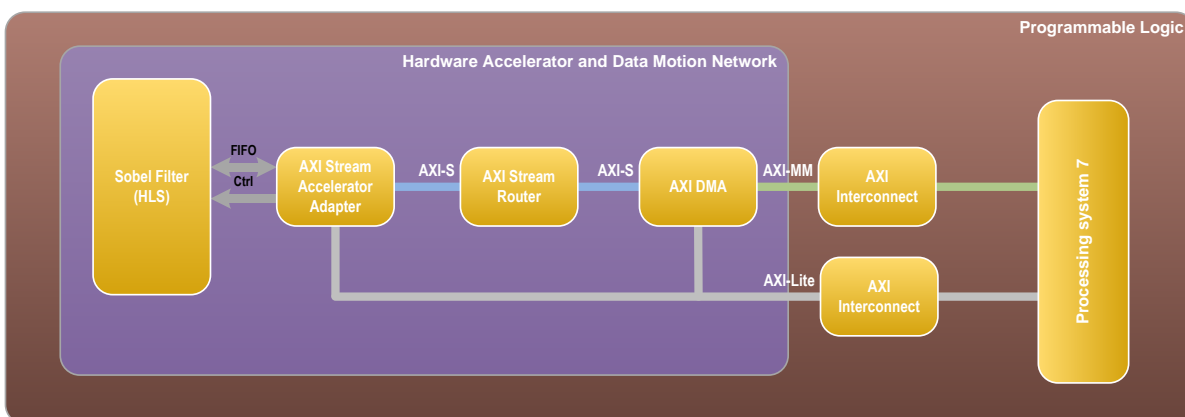 Programmable Logic
Hardware Accelerator and Data Motion Network
Sobel Filter
(HLS)
FIFO
Ctrl
AXI Stream
Accelerator
Adapter
AXI-S
AXI Stream
Router
AXI-S
AXI DMA
AXI-MM
AXI
Interconnect
AXI-Lite
AXI
Interconnect
Processing system 7